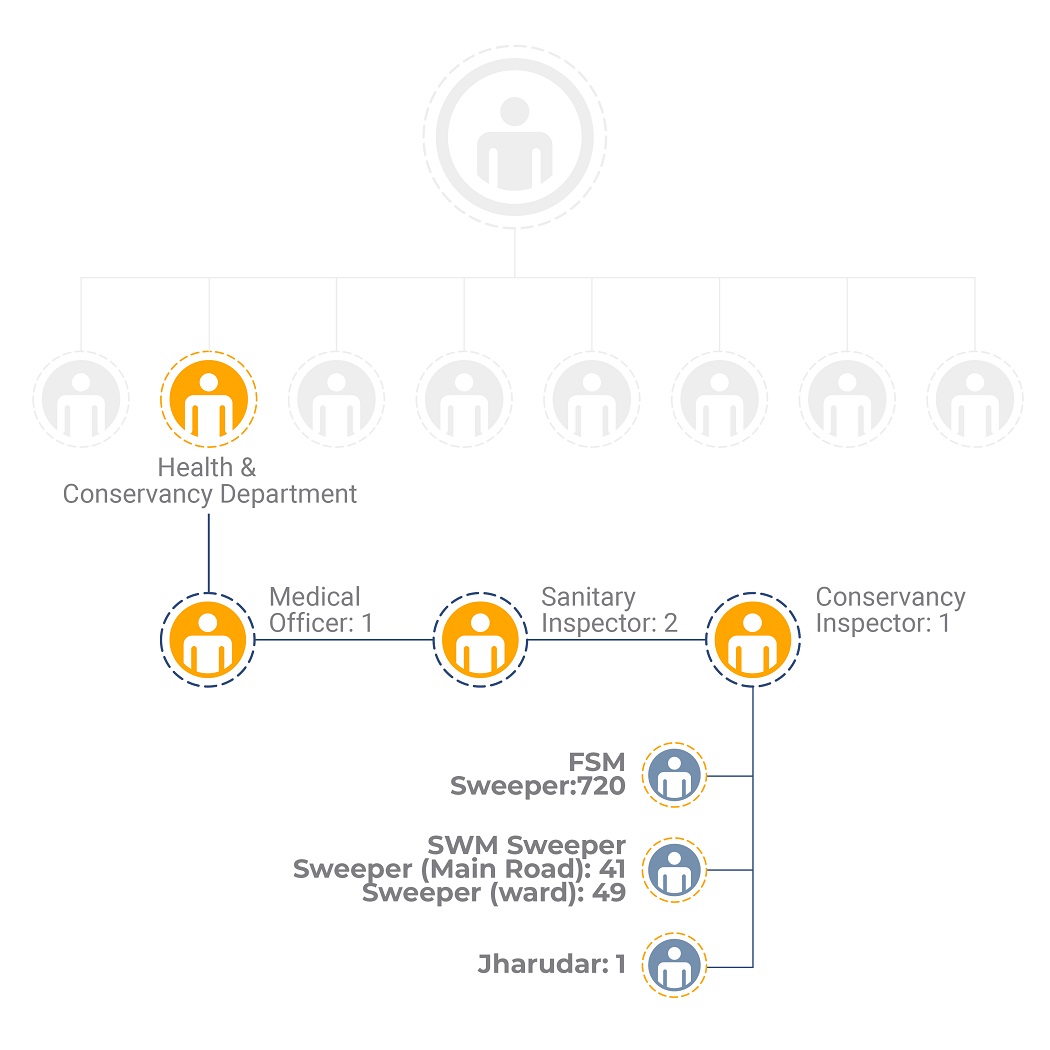 Health &
Conservancy Department
Medical
Officer: 1
Sanitary
Inspector: 2
Conservancy
Inspector: 1
FSM
Sweeper:720
SWM Sweeper
Sweeper (Main Road): 41
Sweeper (ward): 49
Jharudar: 1